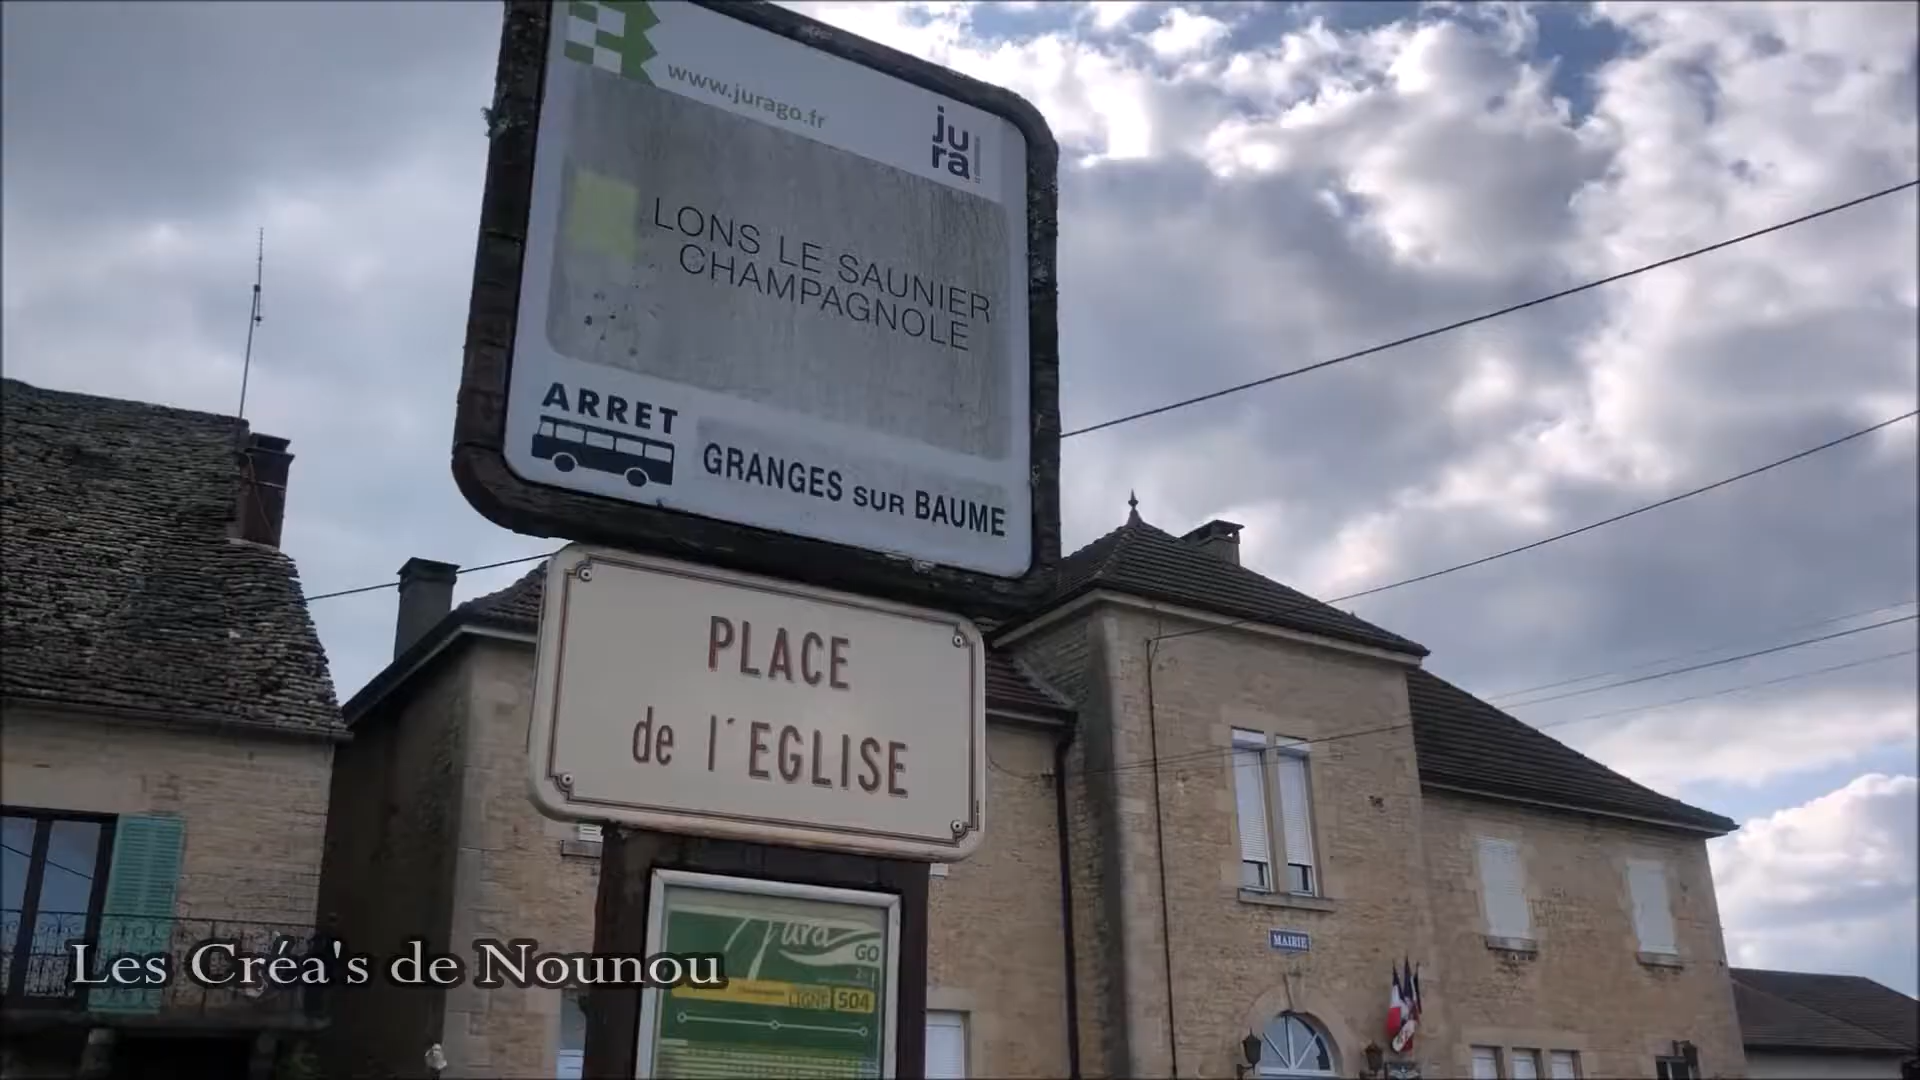 www.jurago.fr
ju
ra
LONS LE SAUNIER
CHAMPAGNOLE
ARRET
GRANGES SUR BAUME
PLACE
de l'EGLISE
Jura
GO
LIGNE 504
MAIRIE
Les Créa's de Nounou